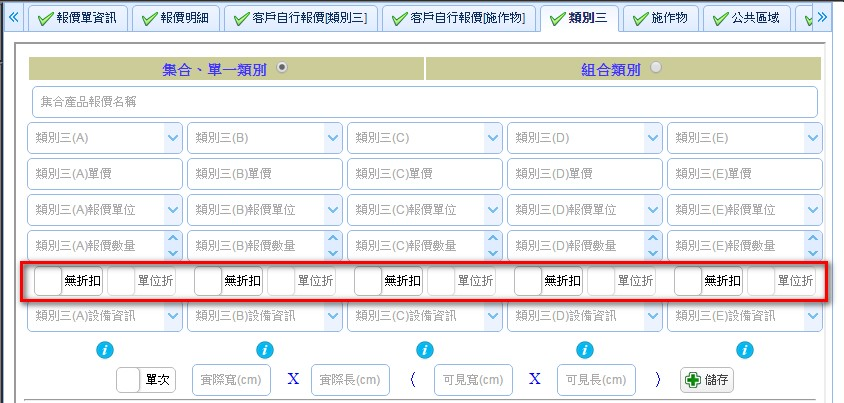 « 報價單資訊 報價明細 客戶自行報價[類別三] 客戶自行報價[施作物] 類別三 施作物 公共區域 »
集合、單一類別 組合類別
集合產品報價名稱
類別三(A) 類別三(B) 類別三(C) 類別三(D) 類別三(E)
類別三(A)單價 類別三(B)單價 類別三(C)單價 類別三(D)單價 類別三(E)單價
類別三(A)報價單位 類別三(B)報價單位 類別三(C)報價單位 類別三(D)報價單位 類別三(E)報價單位
類別三(A)報價數量 類別三(B)報價數量 類別三(C)報價數量 類別三(D)報價數量 類別三(E)報價數量
無折扣 單位折 無折扣 單位折 無折扣 單位折 無折扣 單位折 無折扣 單位折
類別三(A)設備資訊 類別三(B)設備資訊 類別三(C)設備資訊 類別三(D)設備資訊 類別三(E)設備資訊
單次 實際寬(cm) X 實際長(cm) ( 可見寬(cm) X 可見長(cm) ) 儲存